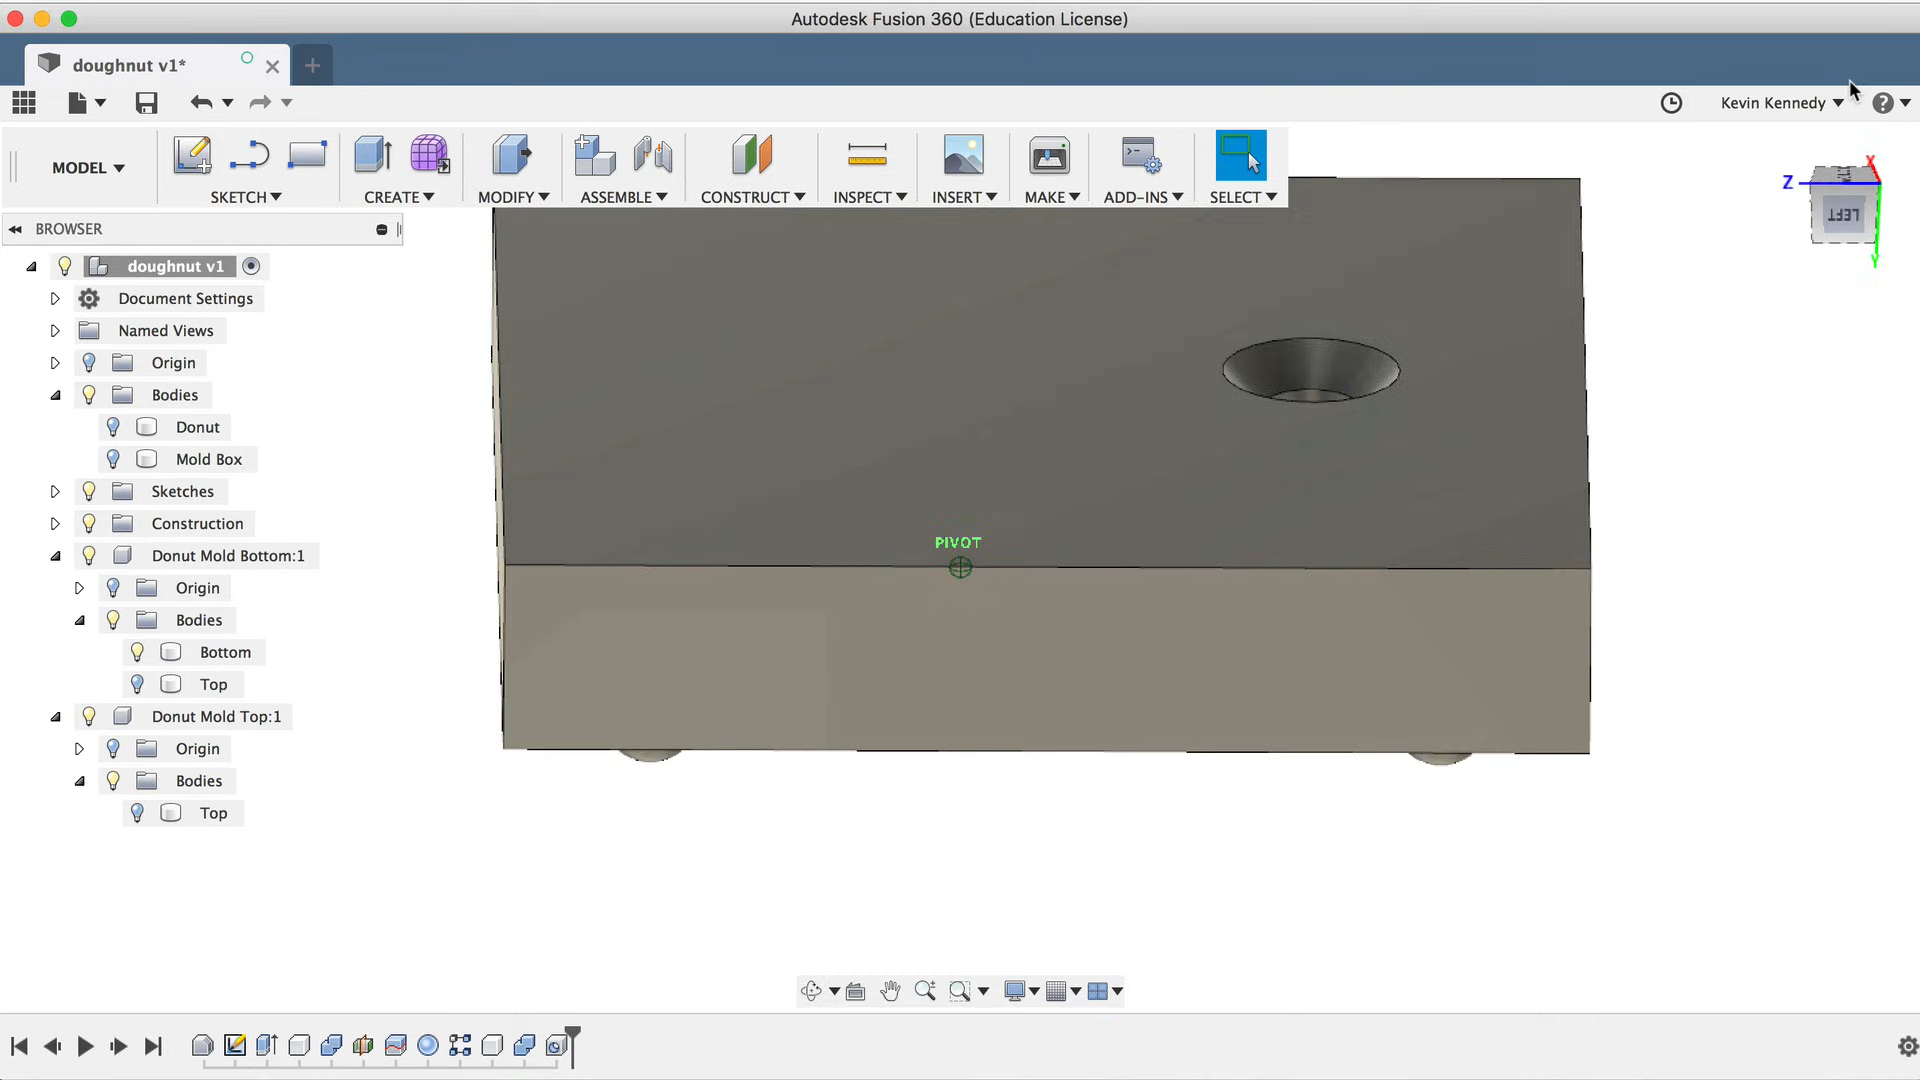 Autodesk Fusion 360 (Education License)
doughnut v1*
Kevin Kennedy
MODEL
SKETCH
CREATE
MODIFY
ASSEMBLE
CONSTRUCT
INSPECT
INSERT
MAKE
ADD-INS
SELECT
X
Z
LEFT
Y
BROWSER
doughnut v1
Document Settings
Named Views
Origin
Bodies
Donut
Mold Box
Sketches
Construction
Donut Mold Bottom:1
Origin
Bodies
Bottom
Top
Donut Mold Top:1
Origin
Bodies
Top
PIVOT